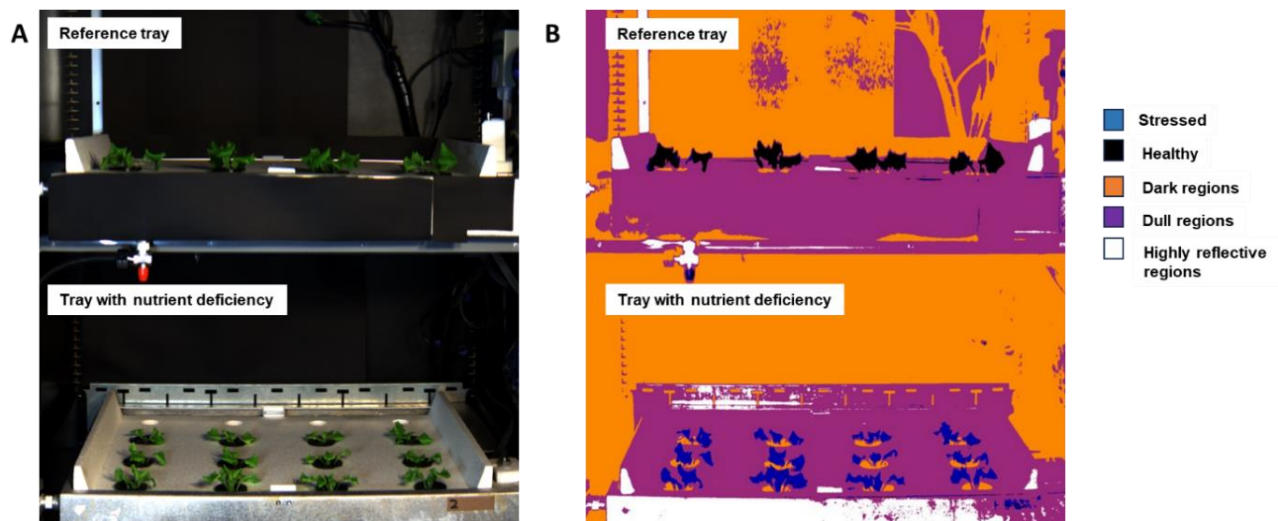 A
Reference tray
Tray with nutrient deficiency
2
B
Reference tray
Tray with nutrient deficiency
Stressed
Healthy
Dark regions
Dull regions
Highly reflective
regions